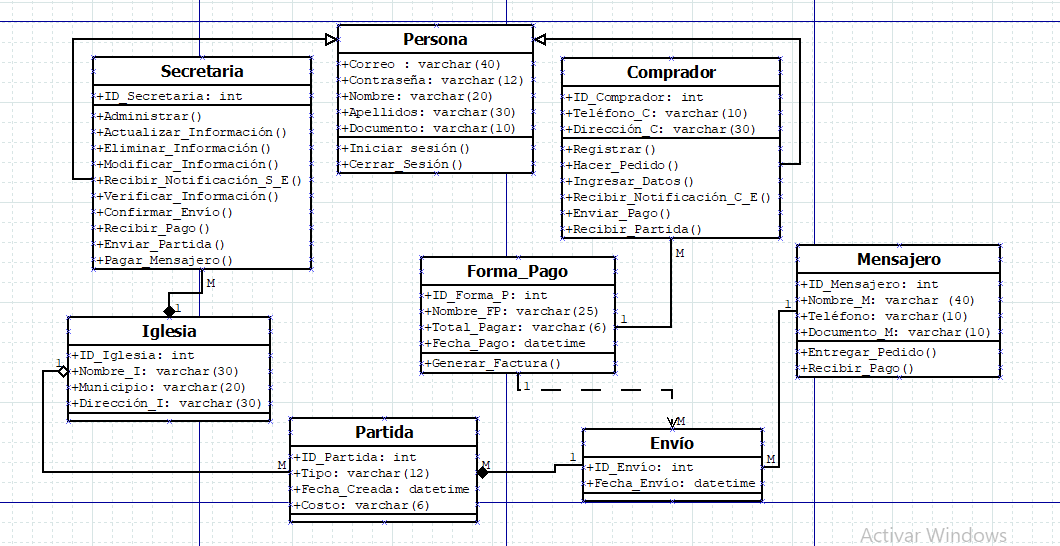 Persona
+Correo : varchar(40)
+Contraseña: varchar(12)
+Nombre: varchar(20)
+Apellidos: varchar(30)
+Documento: varchar(10)
+Iniciar sesión()
+Cerrar_Sesión()
Secretaria
+ID_Secretaria: int
+Administrar()
+Actualizar_Información()
+Eliminar_Información()
+Modificar_Información()
+Recibir_Notificación_S_E()
+Verificar_Información()
+Confirmar_Envío()
+Recibir_Pago()
+Enviar_Partida()
+Pagar_Mensajero()
Comprador
+ID_Comprador: int
+Teléfono_C: varchar(10)
+Dirección_C: varchar(30)
+Registrar()
+Hacer_Pedido()
+Ingresar_Datos()
+Recibir_Notificación_C_E()
+Enviar_Pago()
+Recibir_Partida()
M
1
M
Forma_Pago
+ID_Forma_P: int
+Nombre_FP: varchar(25)
+Total_Pagar: varchar(6)
+Fecha_Pago: datetime
+Generar_Factura()
1
1
M
Mensajero
+ID_Mensajero: int
+Nombre_M: varchar (40)
+Teléfono: varchar(10)
+Documento_M: varchar(10)
+Entregar_Pedido()
+Recibir_Pago()
1
M
Iglesia
+ID_Iglesia: int
+Nombre_I: varchar(30)
+Municipio: varchar(20)
+Dirección_I: varchar(30)
1
M
Partida
+ID_Partida: int
+Tipo: varchar(12)
+Fecha_Creada: datetime
+Costo: varchar(6)
M
1
Envío
+ID_Envío: int
+Fecha_Envío: datetime
Activar Windows